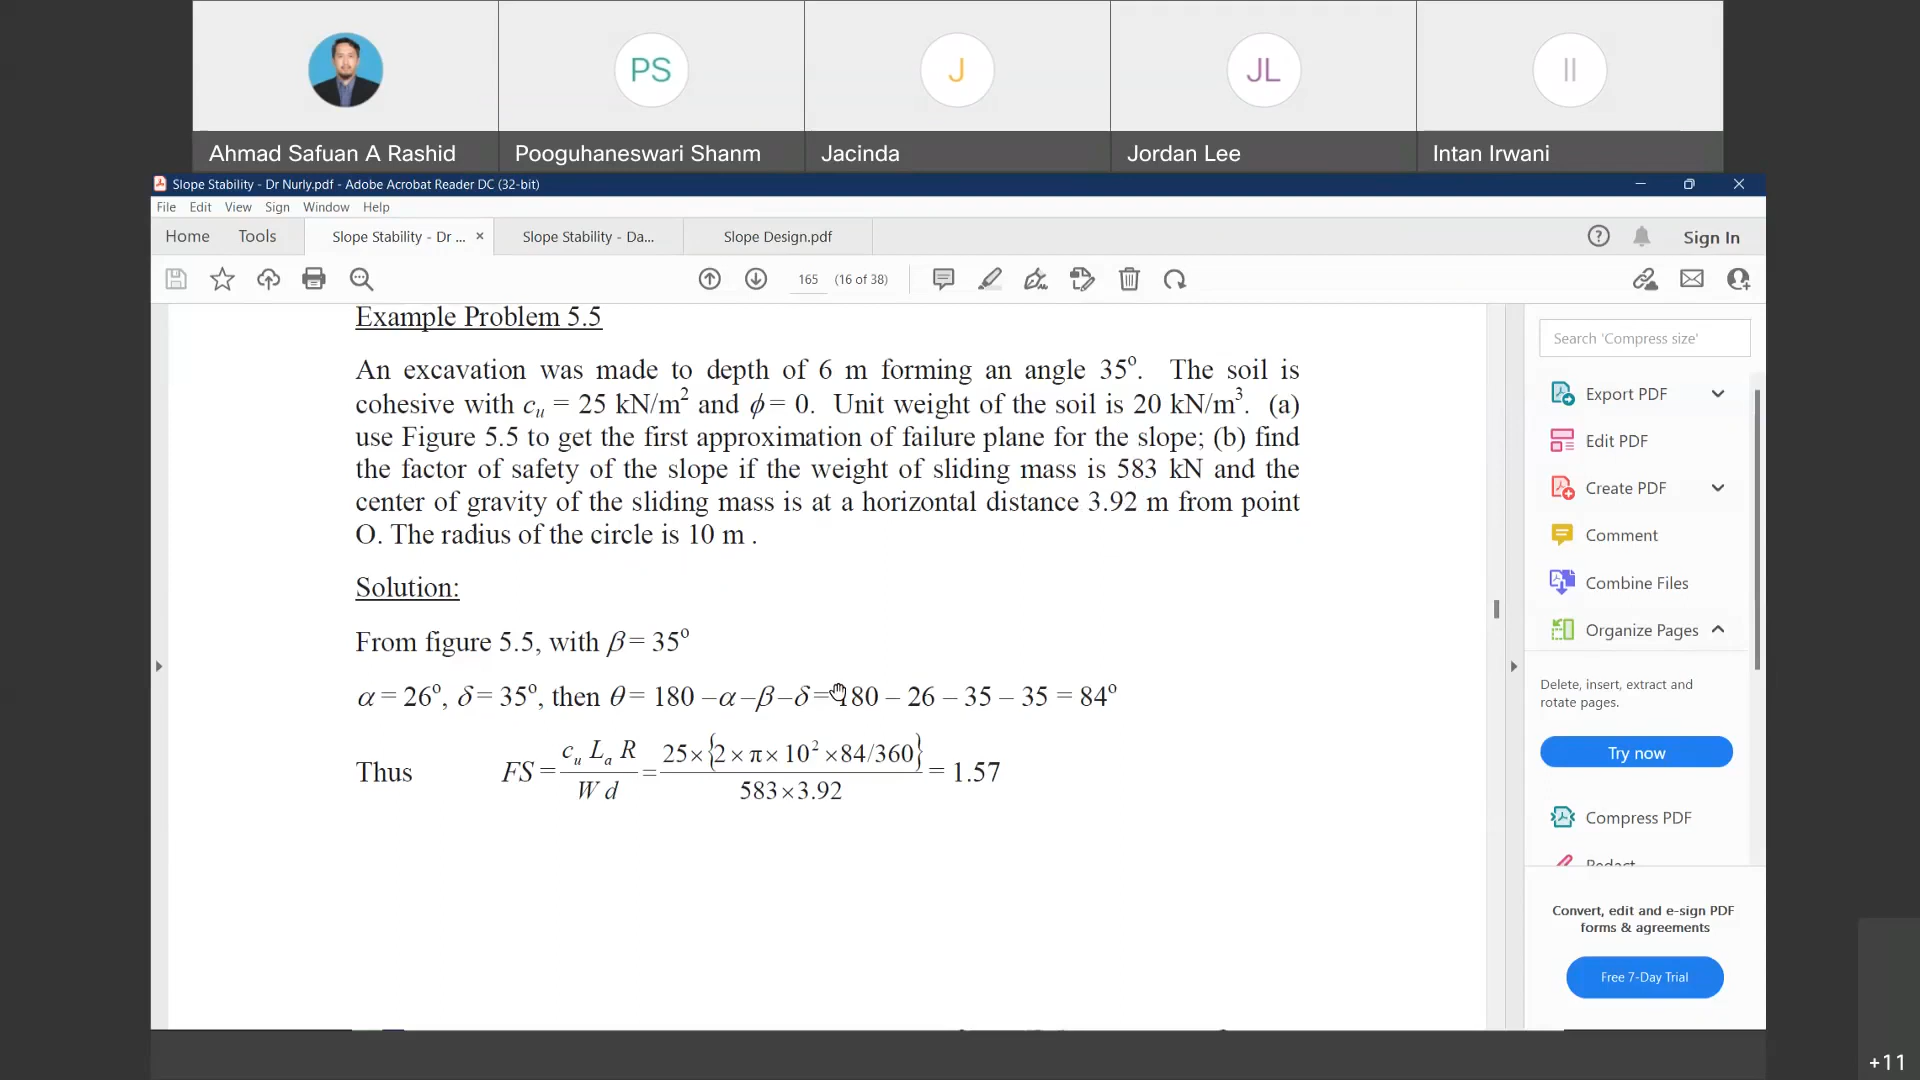 PS
J
JL
II
Ahmad Safuan A Rashid
Pooguhaneswari Shanm
Jacinda
Jordan Lee
Intan Irwani
Slope Stability - Dr Nurly.pdf - Adobe Acrobat Reader DC (32-bit)
File Edit View Sign Window Help
Home Tools Slope Stability - Dr ... × Slope Stability - Da... Slope Design.pdf Sign In
165 (16 of 38)
Example Problem 5.5
An excavation was made to depth of 6 m forming an angle 35°. The soil is
cohesive with cᵤ = 25 kN/m² and ϕ = 0. Unit weight of the soil is 20 kN/m³. (a)
use Figure 5.5 to get the first approximation of failure plane for the slope; (b) find
the factor of safety of the slope if the weight of sliding mass is 583 kN and the
center of gravity of the sliding mass is at a horizontal distance 3.92 m from point
O. The radius of the circle is 10 m .
Solution:
From figure 5.5, with β = 35°
α = 26°, δ = 35°, then θ = 180 – α – β – δ = 180 – 26 – 35 – 35 = 84°
cᵤ Lₐ R 25×{2 × π × 10² ×84/360}
Thus FS = = = 1.57
W d 583×3.92
Search 'Compress size'
Export PDF
Edit PDF
Create PDF
Comment
Combine Files
Organize Pages
Delete, insert, extract and
rotate pages.
Try now
Compress PDF
Redact
Convert, edit and e-sign PDF
forms & agreements
Free 7-Day Trial
+11